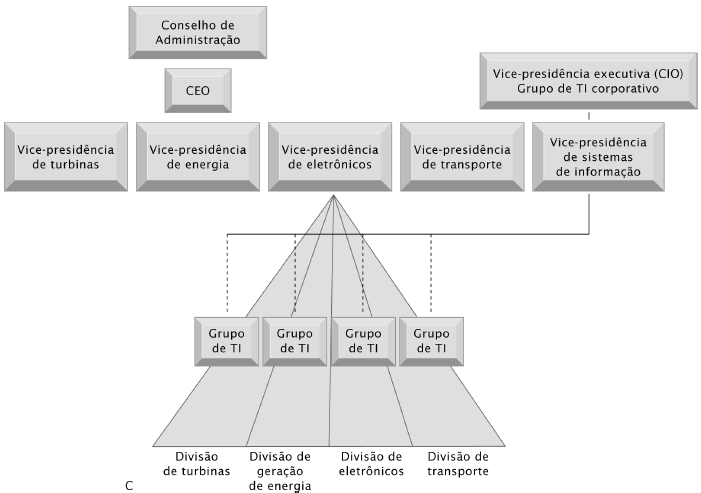 Conselho de
Administração
CEO
Vice-presidência executiva (CIO)
Grupo de TI corporativo
Vice-presidência
de turbinas
Vice-presidência
de energia
Vice-presidência
de eletrônicos
Vice-presidência
de transporte
Vice-presidência
de sistemas
de informação
Grupo
de TI
Grupo
de TI
Grupo
de TI
Grupo
de TI
Divisão
de turbinas
Divisão de
geração
de energia
Divisão de
eletrônicos
Divisão de
transporte
C